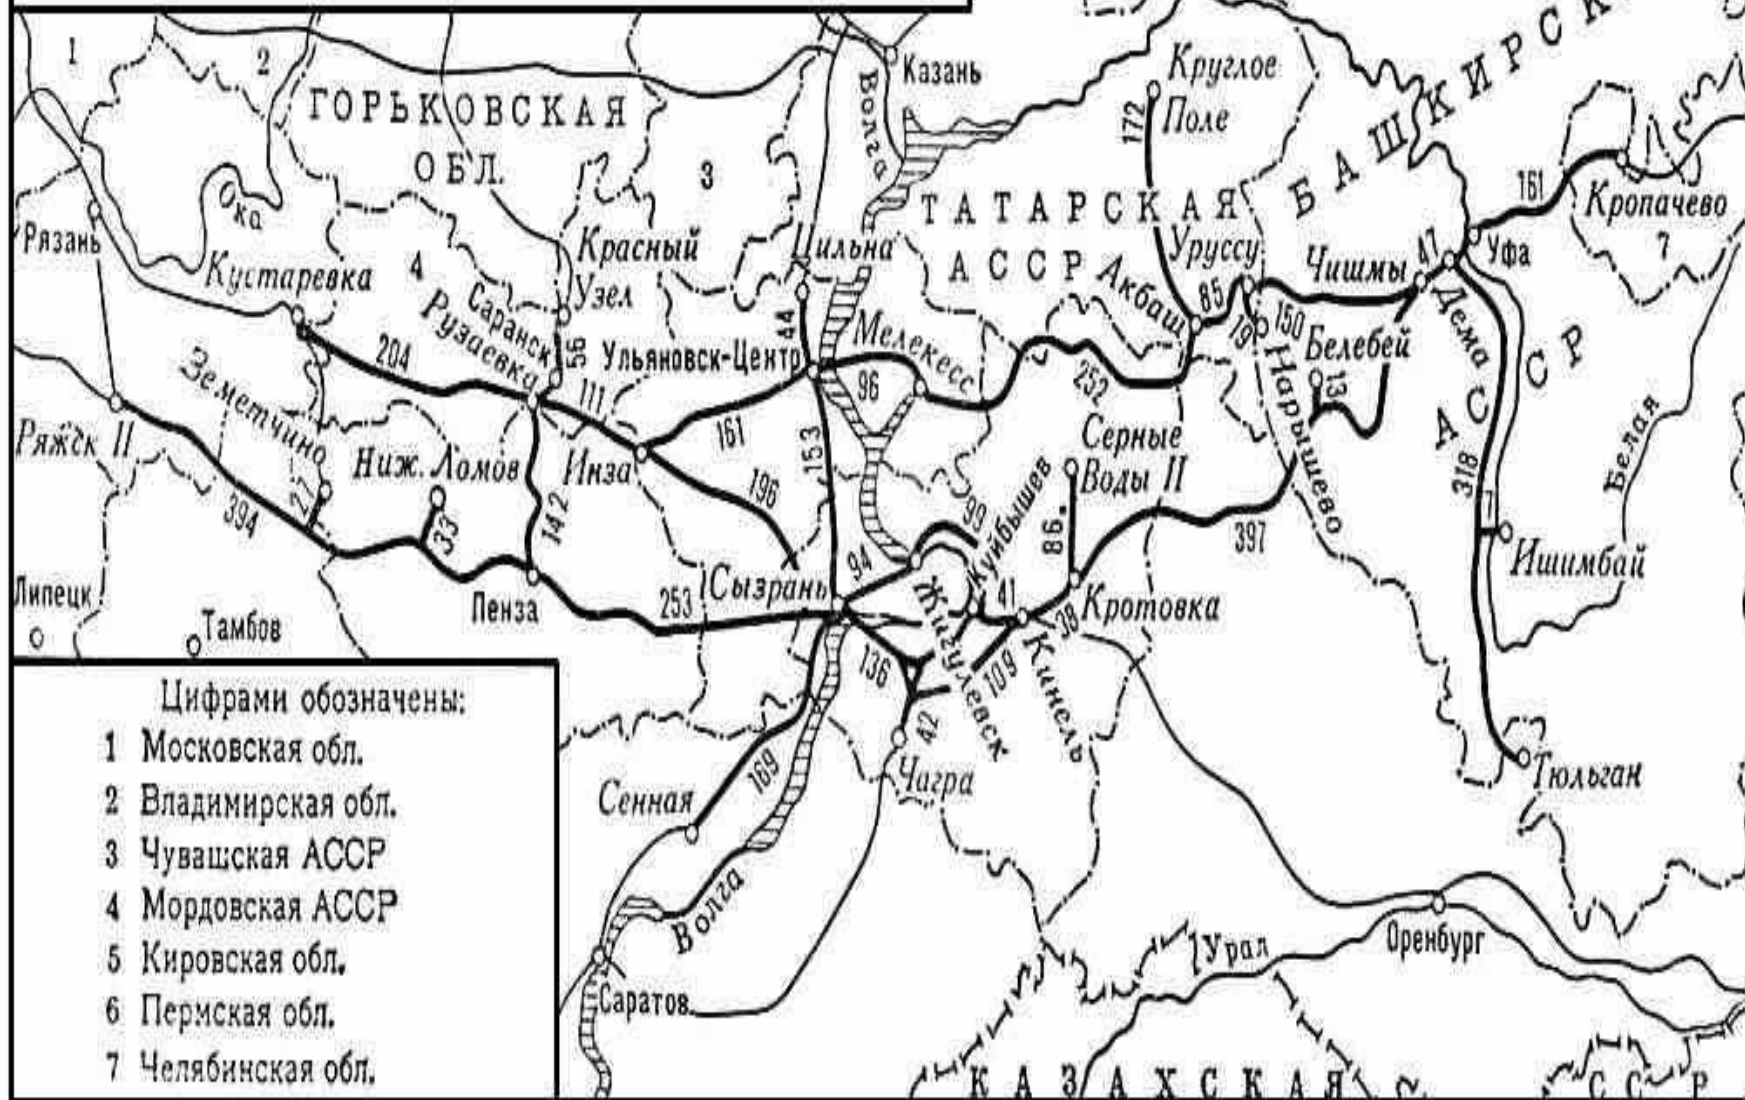 1
2
Казань
Волга
Круглое
Поле
172
БАШКИРСК
ГОРЬКОВСКАЯ
ОБЛ.
3
Ока
Рязань
Кустаревка
4
Красный
Узел
Цильна
ТАТАРСКАЯ
АССР
Уруссу
Акбаш
85
Чишмы
47
Уфа
161
Кропачево
7
Саранск
Рузаевка
56
204
111
Ульяновск-Центр
44
Мелекесс
96
252
19
150
Нарышево
Белебей
13
Дема
АССР
Белая
Ряжск II
Земетчино
27
394
Ниж. Ломов
33
142
Инза
161
153
196
Серные
Воды II
86
397
318
7
Ишимбай
Липецк
Тамбов
Пенза
253
Сызрань
94
99
Куйбышев
Жигулевск
41
38
Кротовка
Кинель
109
136
42
Чагра
169
Сенная
Тюльган
Волга
Саратов
Урал
Оренбург
КАЗАХСКАЯ
ССР
Цифрами обозначены:
1 Московская обл.
2 Владимирская обл.
3 Чувашская АССР
4 Мордовская АССР
5 Кировская обл.
6 Пермская обл.
7 Челябинская обл.